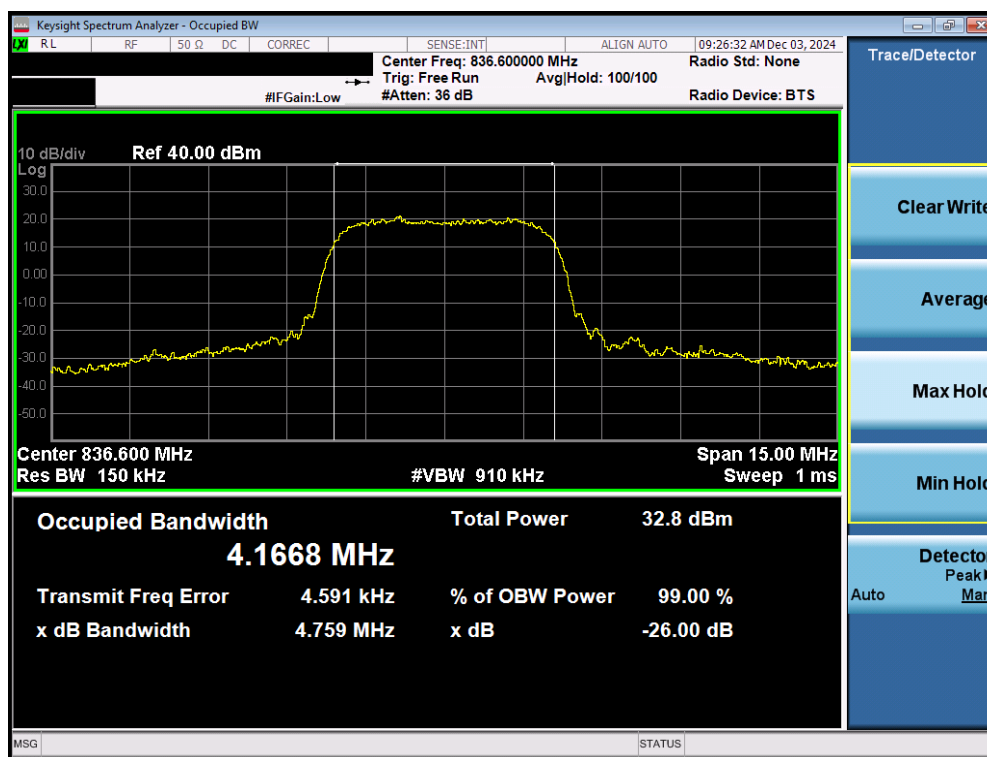 Keysight Spectrum Analyzer - Occupied BW
LXI RL RF 50 Ω DC CORREC SENSE:INT ALIGN AUTO 09:26:32 AM Dec 03, 2024
Center Freq: 836.600000 MHz Radio Std: None
Trig: Free Run Avg|Hold: 100/100
#IFGain:Low #Atten: 36 dB Radio Device: BTS
10 dB/div Ref 40.00 dBm
Log
30.0
20.0
10.0
0.00
-10.0
-20.0
-30.0
-40.0
-50.0
Center 836.600 MHz Span 15.00 MHz
Res BW 150 kHz #VBW 910 kHz Sweep 1 ms
Occupied Bandwidth Total Power 32.8 dBm
4.1668 MHz
Transmit Freq Error 4.591 kHz % of OBW Power 99.00 %
x dB Bandwidth 4.759 MHz x dB -26.00 dB
MSG STATUS
Trace/Detector
Clear Write
Average
Max Hold
Min Hold
Detector
Peak
Auto Man